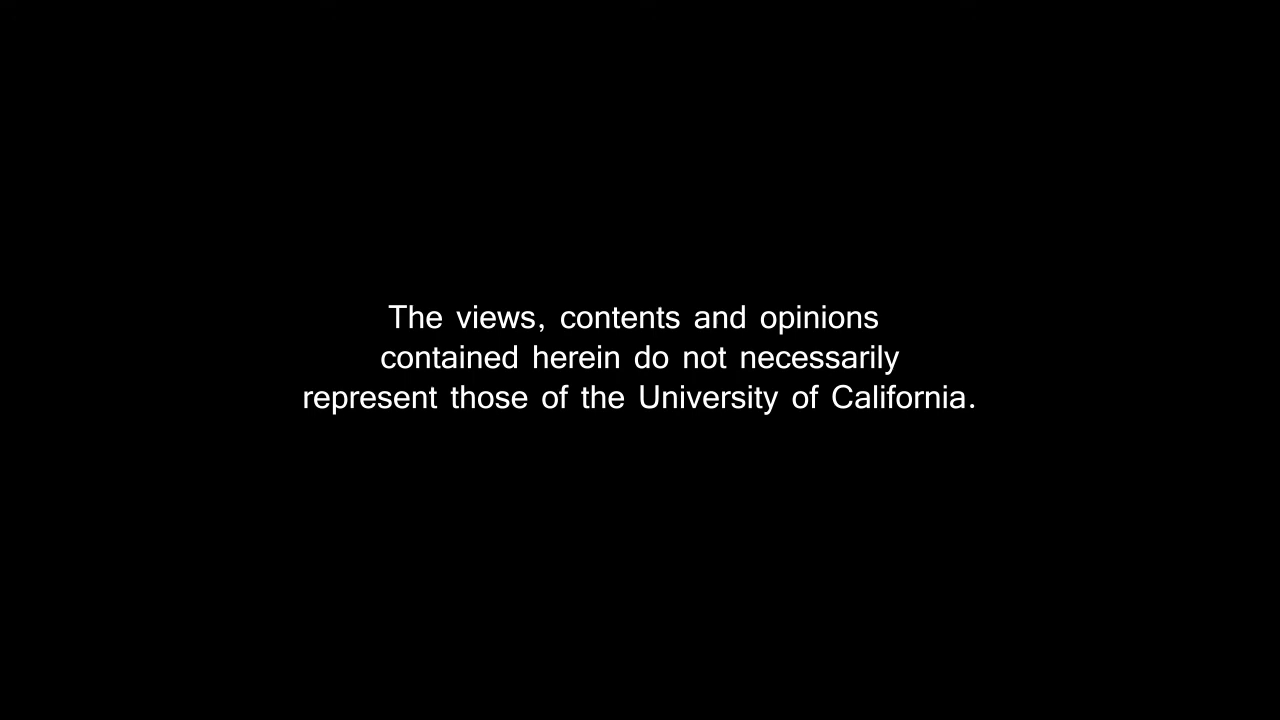 The views, contents and opinions
contained herein do not necessarily
represent those of the University of California.